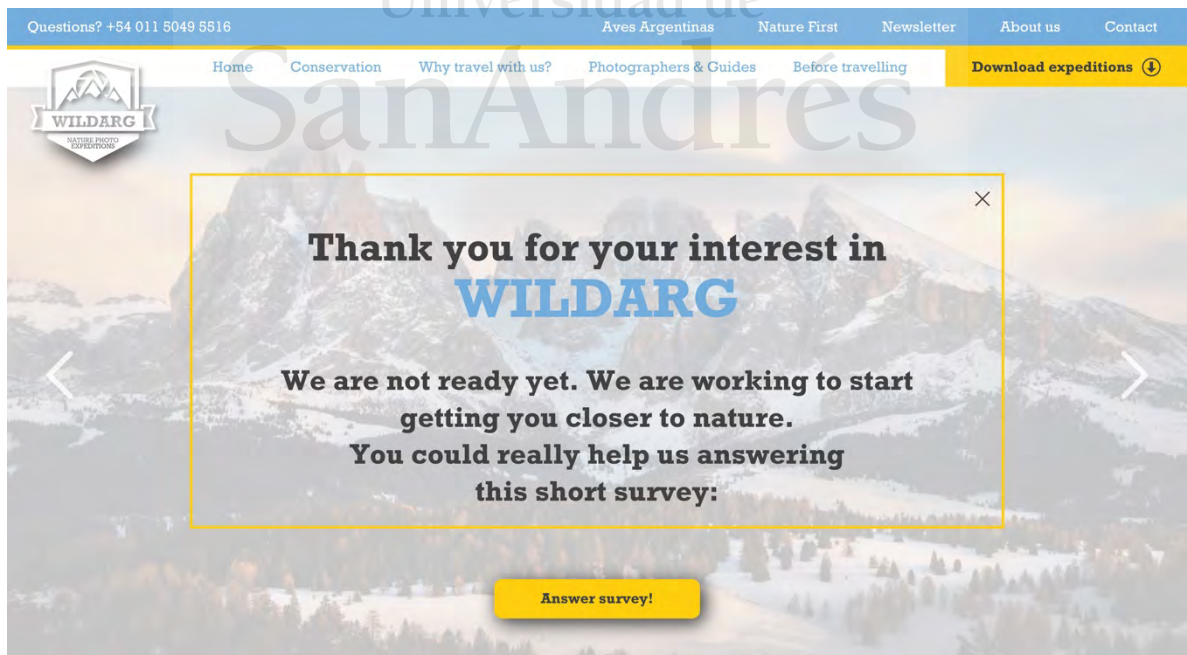 Universidad de
SanAndrés
Questions? +54 011 5049 5516
Aves Argentinas Nature First Newsletter About us Contact
Home Conservation Why travel with us? Photographers & Guides Before travelling Download expeditions
WILDARG
NATURE PHOTO
EXPEDITIONS
Thank you for your interest in
WILDARG
We are not ready yet. We are working to start
getting you closer to nature.
You could really help us answering
this short survey:
Answer survey!